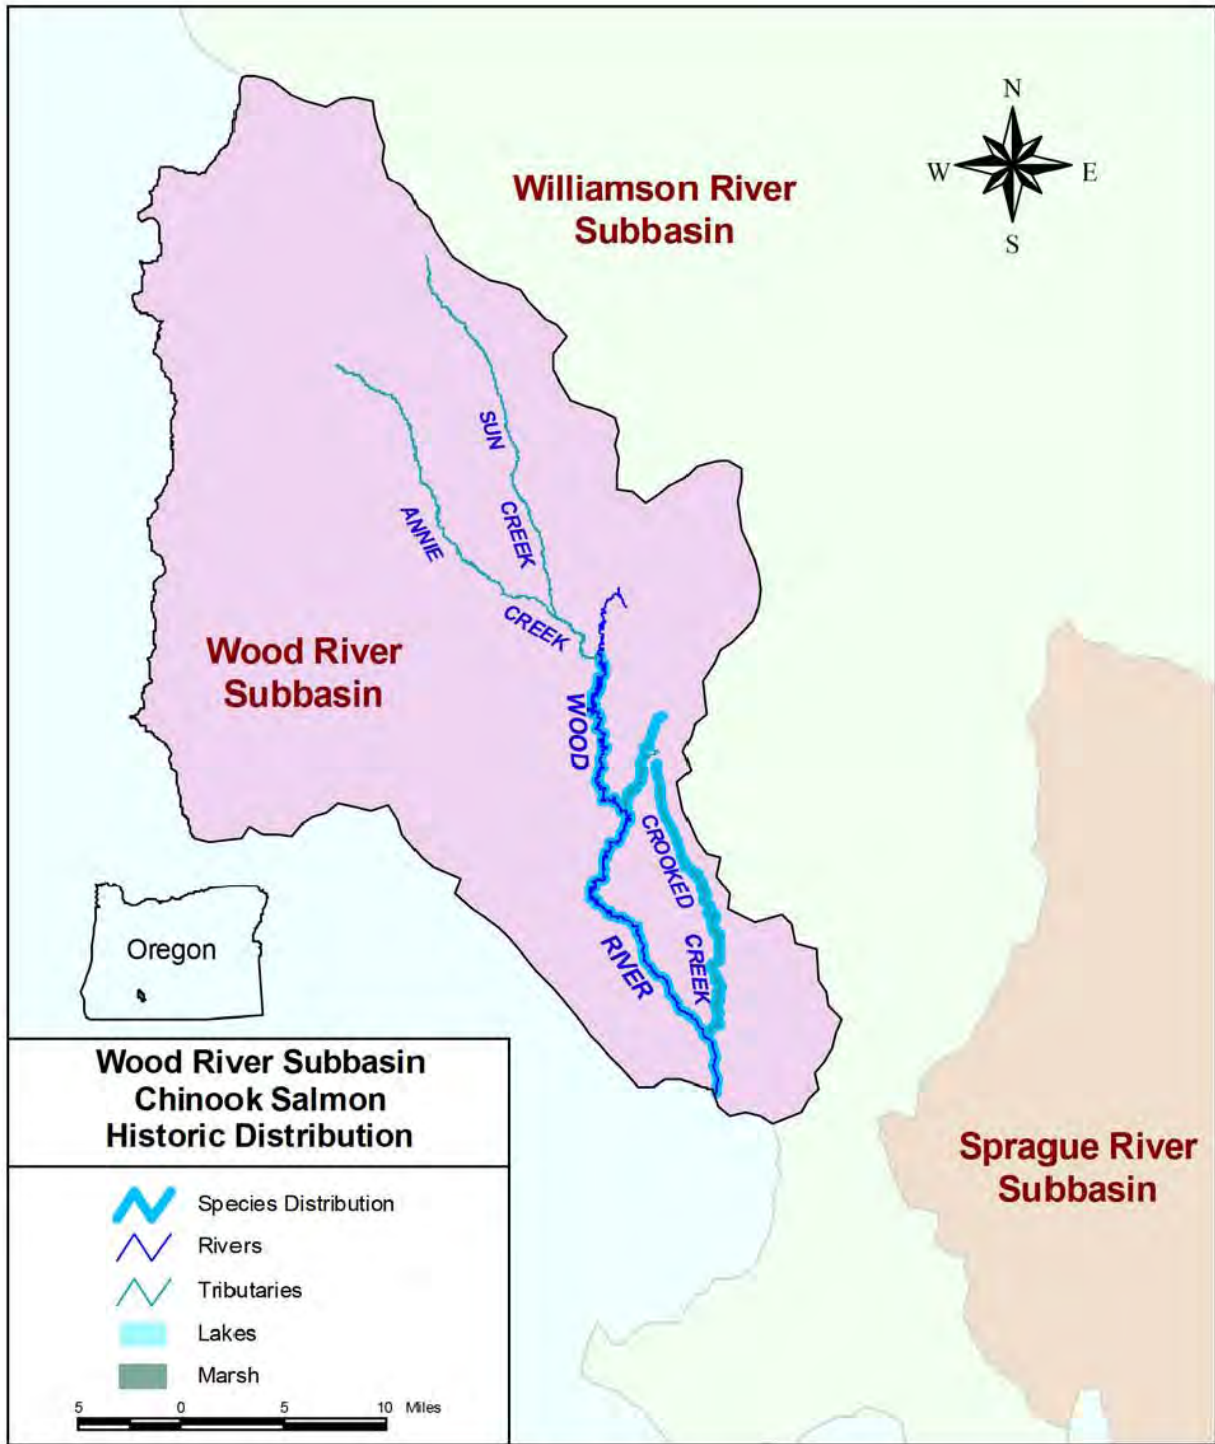 N
W
E
S
Williamson River
Subbasin
SUN
CREEK
ANNIE
CREEK
Wood River
Subbasin
WOOD
RIVER
CROOKED
CREEK
Oregon
Sprague River
Subbasin
Wood River Subbasin
Chinook Salmon
Historic Distribution
Species Distribution
Rivers
Tributaries
Lakes
Marsh
5 0 5 10 Miles